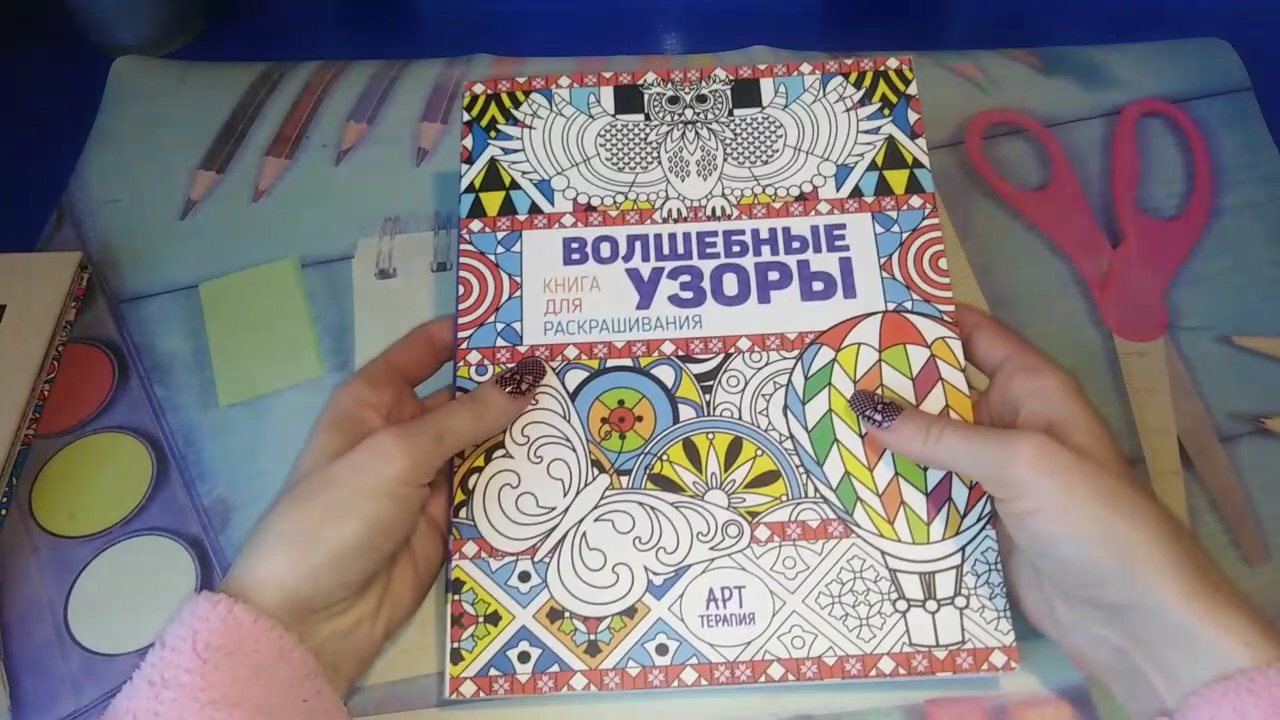 ВОЛШЕБНЫЕ
УЗОРЫ
КНИГА
ДЛЯ
РАСКРАШИВАНИЯ
АРТ
ТЕРАПИЯ